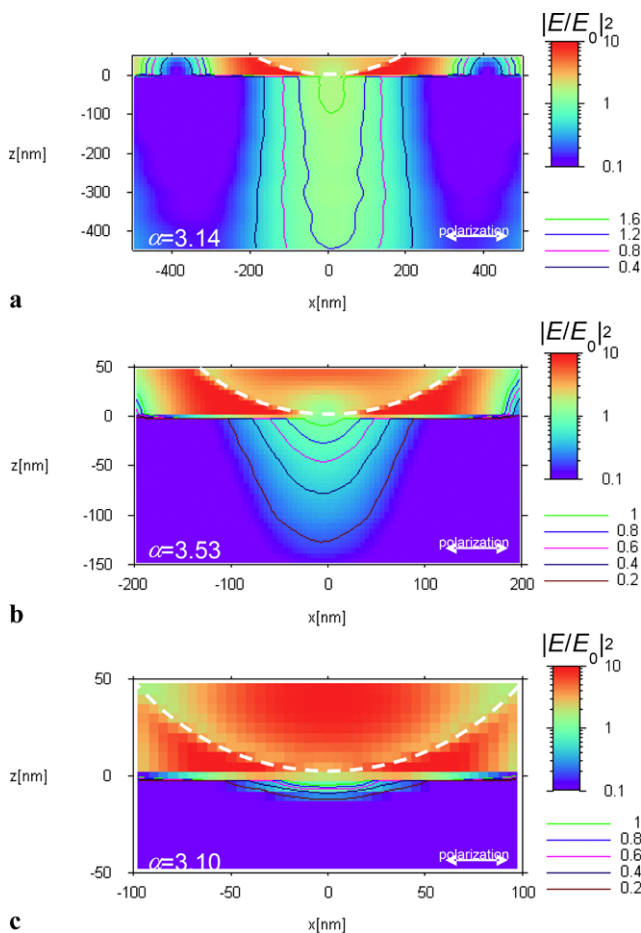 |E/E0|2
10
1
0.1
0
-100
-200
-300
-400
z[nm]
α=3.14
polarization
1.6
1.2
0.8
0.4
-400
-200
0
200
400
x[nm]
a
|E/E0|2
10
1
0.1
50
0
-50
-100
-150
z[nm]
α=3.53
polarization
1
0.8
0.6
0.4
0.2
-200
-100
0
100
200
x[nm]
b
|E/E0|2
10
1
0.1
50
0
-50
z[nm]
α=3.10
polarization
1
0.8
0.6
0.4
0.2
-100
-50
0
50
100
x[nm]
c